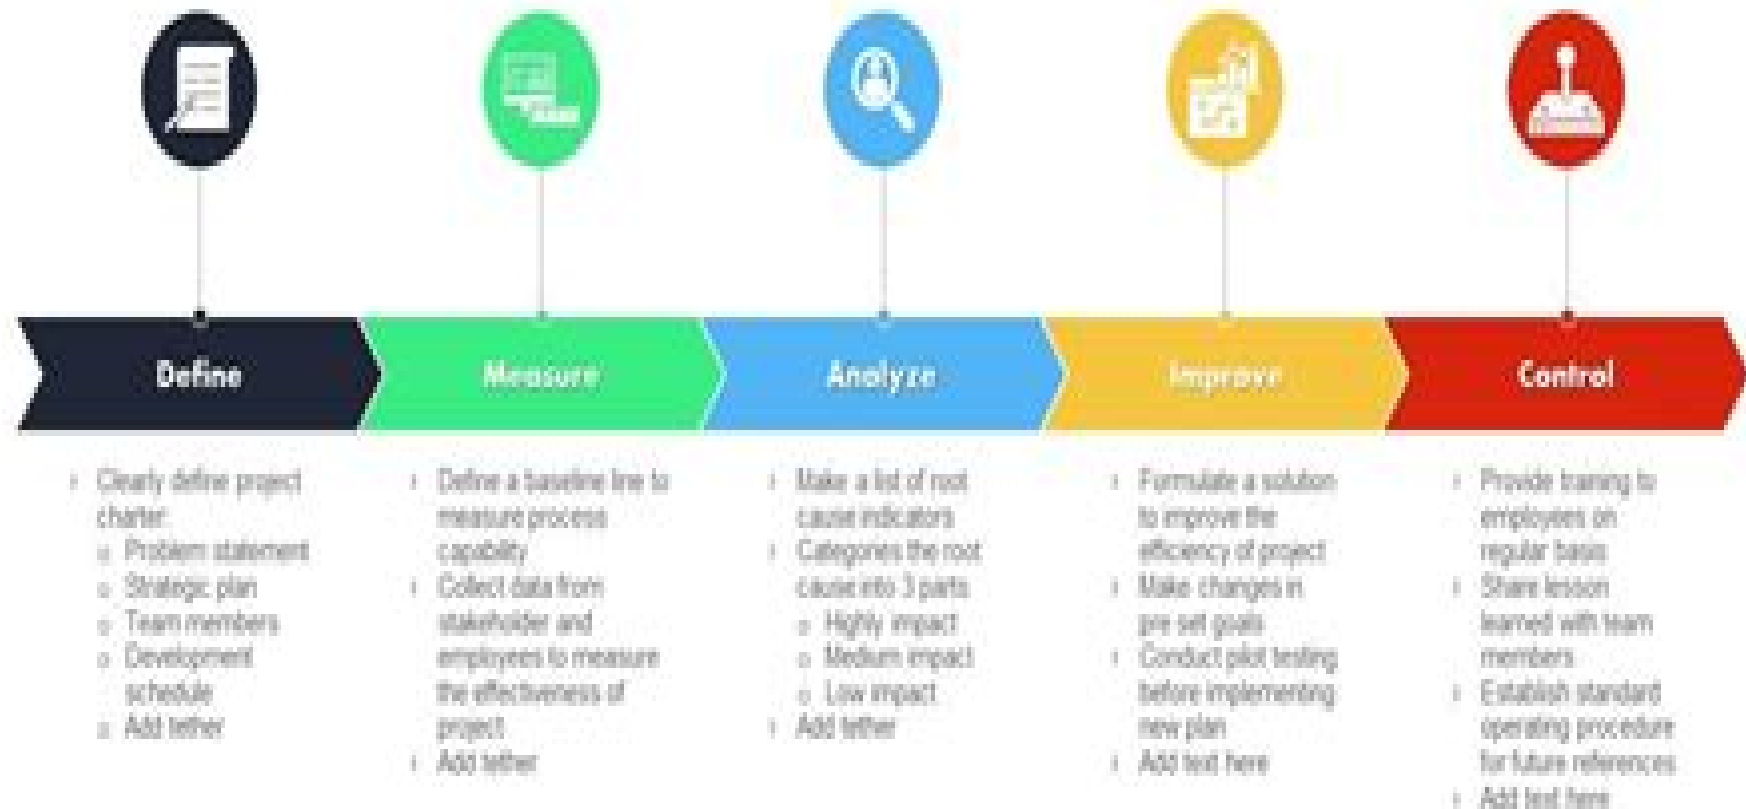 Define
Measure
Analyze
Improve
Control
Clearly define project
charter:
Problem statement
Strategic plan
Team members
Development
schedule
Add tether
Define a baseline line to
measure process
capability
Collect data from
stakeholder and
employees to measure
the effectiveness of
project
Add tether
Make a list of root
cause indicators
Categories the root
cause into 3 parts
Highly impact
Medium impact
Low impact
Add tether
Formulate a solution
to improve the
efficiency of project
Make changes in
pre set goals
Conduct pilot testing
before implementing
new plan
Add text here
Provide training to
employees on
regular basis
Share lesson
learned with team
members
Establish standard
operating procedure
for future references
Add text here